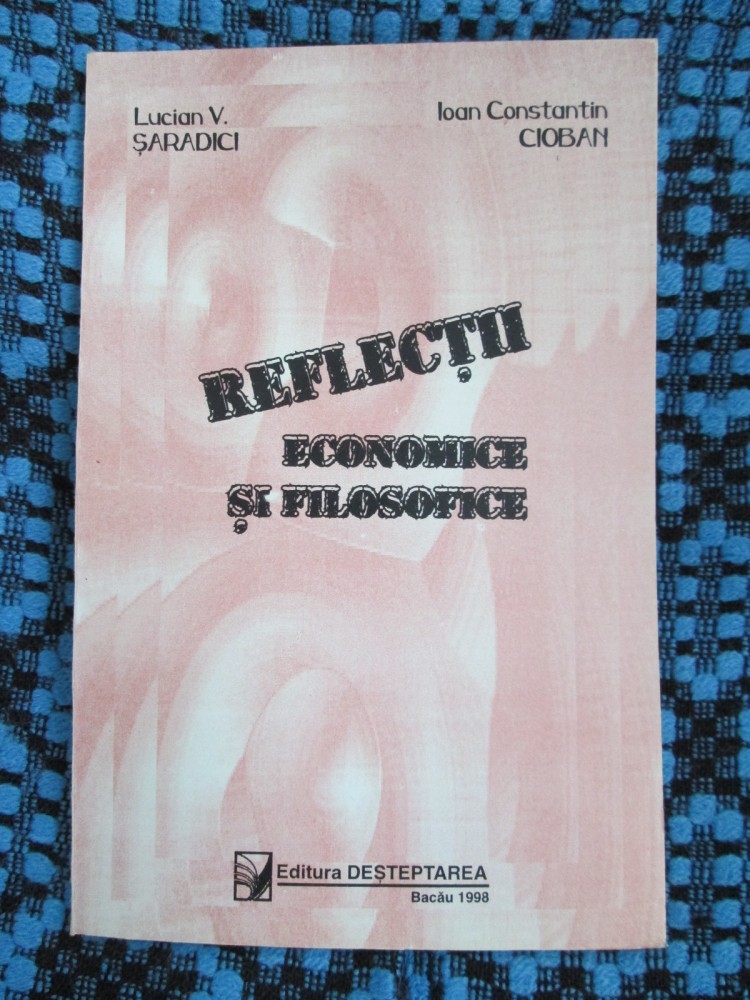 Lucian V.
ȘARADICI
Ioan Constantin
CIOBAN
REFLECȚII
ECONOMICE
ȘI FILOSOFICE
Editura DEȘTEPTAREA
Bacău 1998